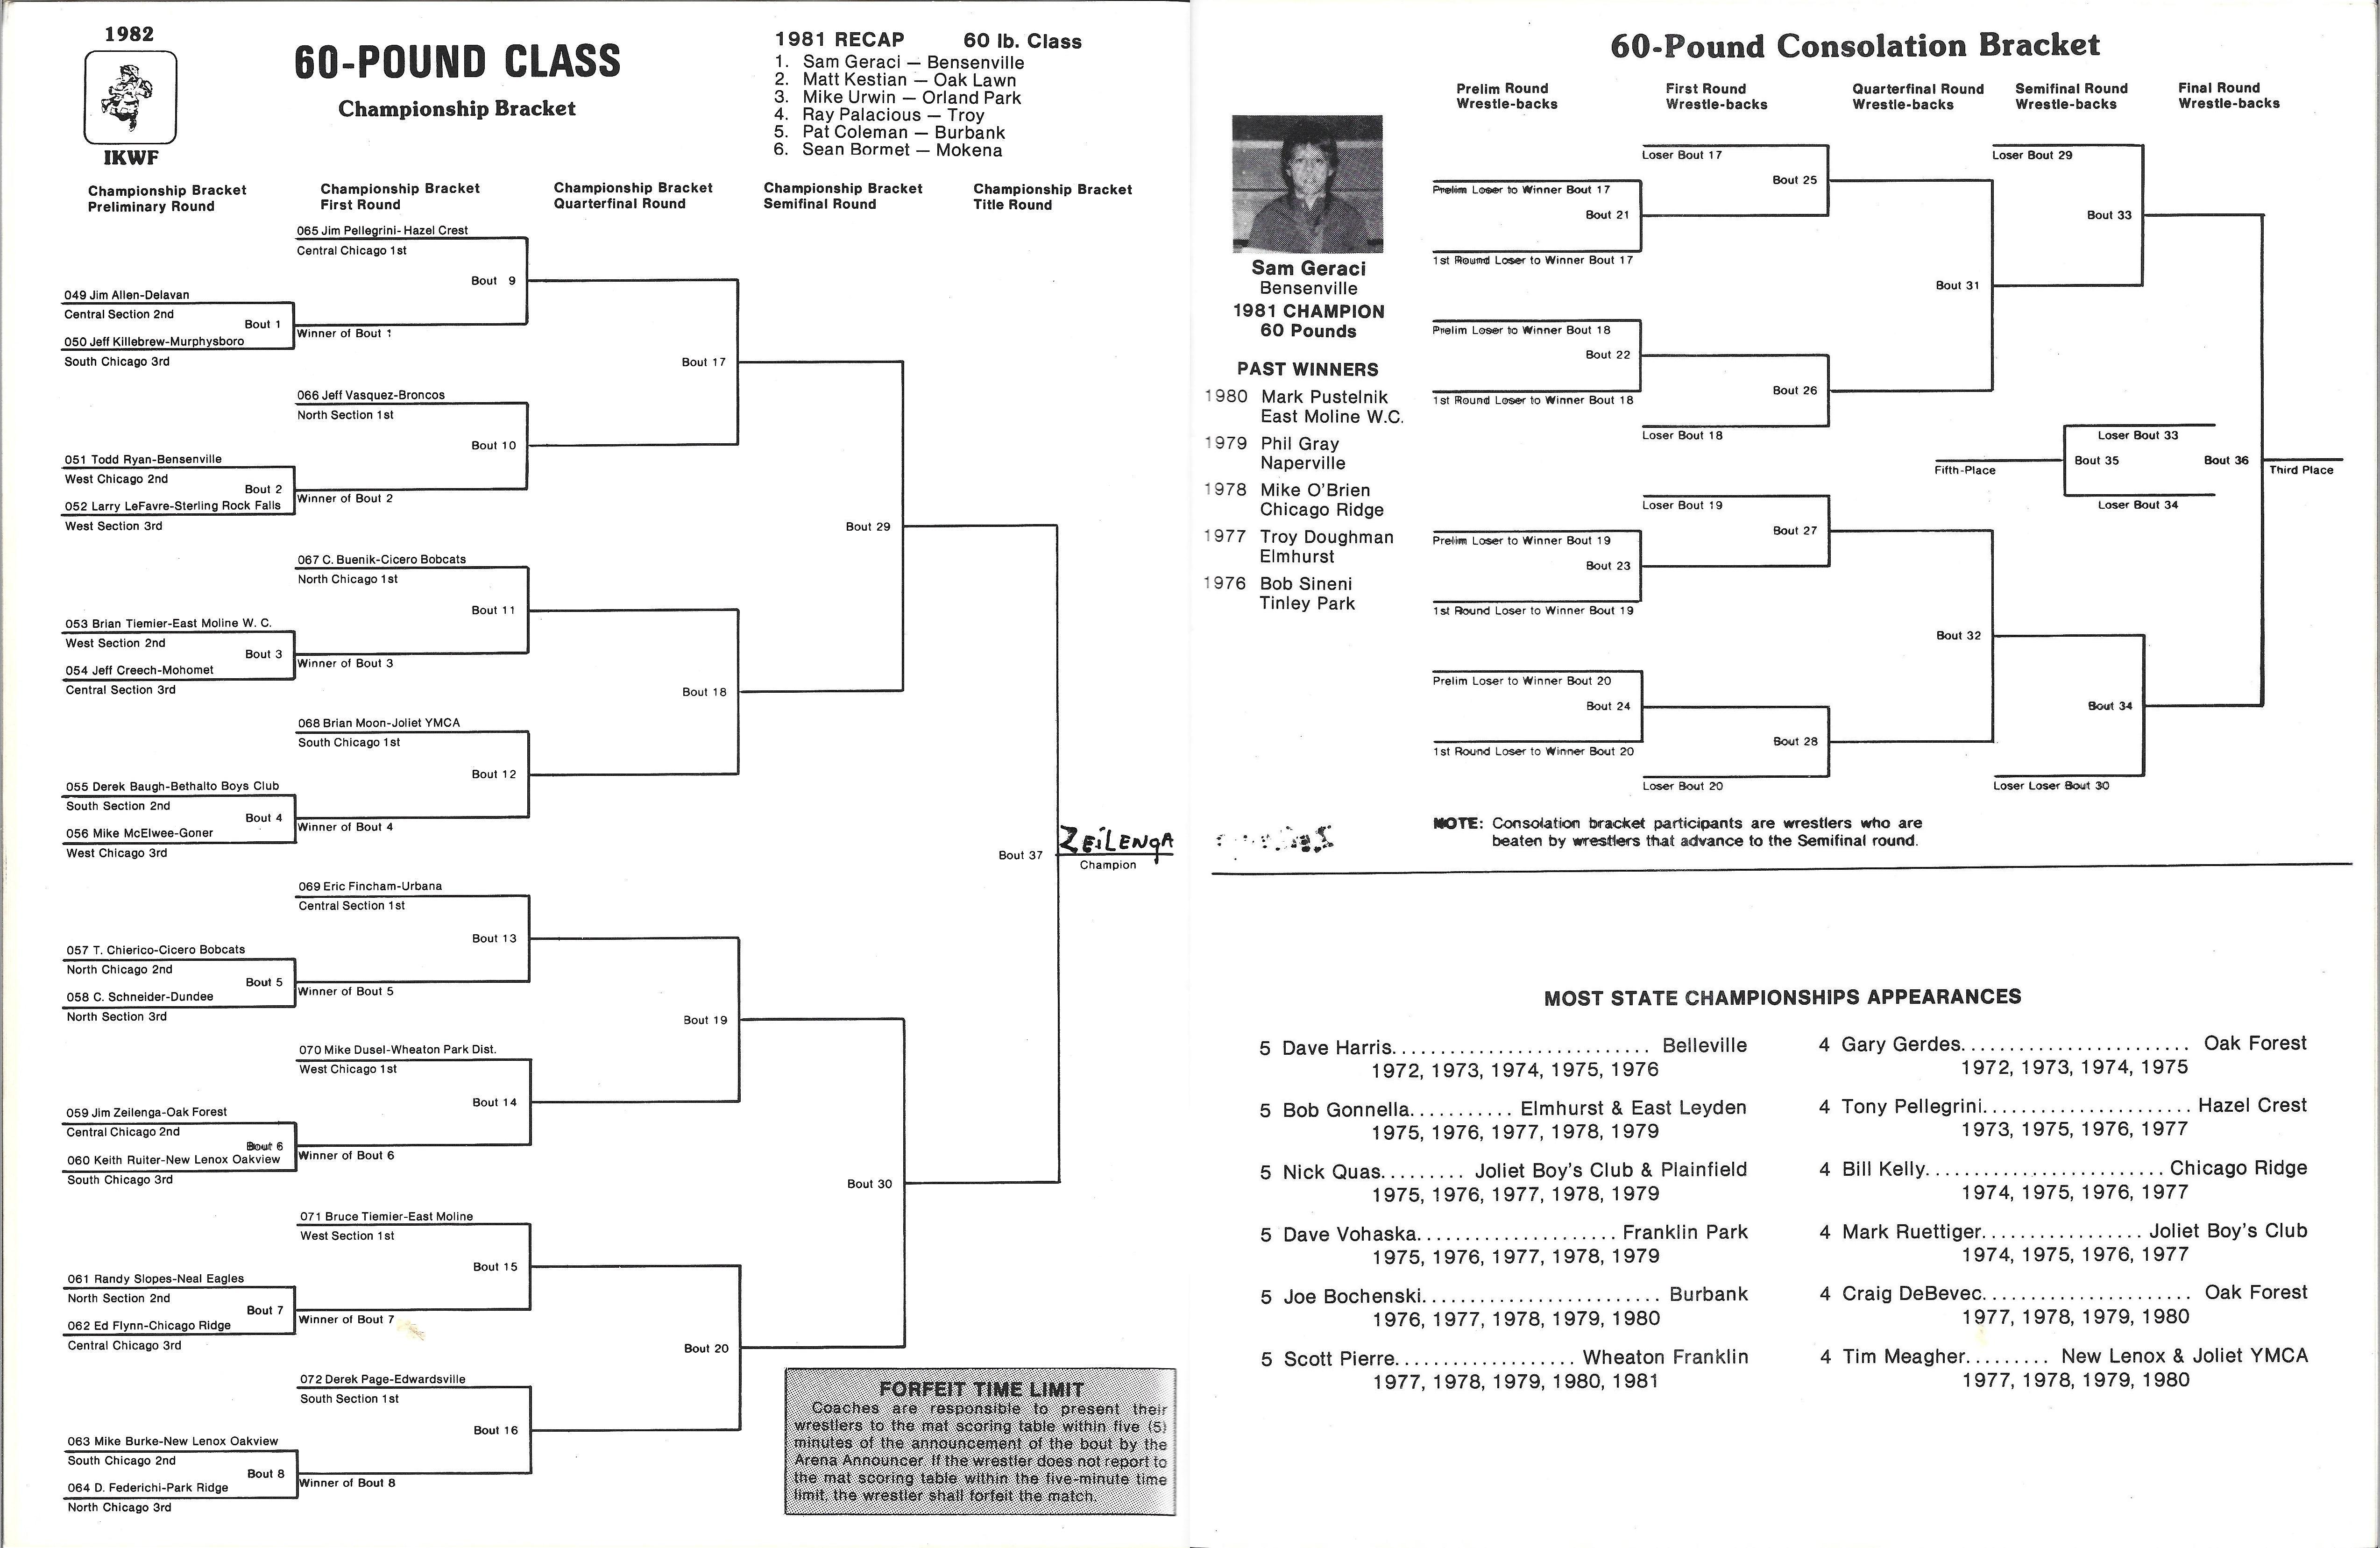 1982
IKWF
60-POUND CLASS
Championship Bracket
1981 RECAP 60 lb. Class
1. Sam Geraci — Bensenville
2. Matt Kestian — Oak Lawn
3. Mike Urwin — Orland Park
4. Ray Palacious — Troy
5. Pat Coleman — Burbank
6. Sean Bormet — Mokena
Championship Bracket
Preliminary Round
Championship Bracket
First Round
Championship Bracket
Quarterfinal Round
Championship Bracket
Semifinal Round
Championship Bracket
Title Round
065 Jim Pellegrini-Hazel Crest
Central Chicago 1st
Bout 9
049 Jim Allen-Delavan
Central Section 2nd
Bout 1
050 Jeff Killebrew-Murphysboro
South Chicago 3rd
Winner of Bout 1
Bout 17
066 Jeff Vasquez-Broncos
North Section 1st
Bout 10
051 Todd Ryan-Bensenville
West Chicago 2nd
Bout 2
052 Larry LeFavre-Sterling Rock Falls
West Section 3rd
Winner of Bout 2
Bout 29
067 C. Buenik-Cicero Bobcats
North Chicago 1st
Bout 11
053 Brian Tiemier-East Moline W. C.
West Section 2nd
Bout 3
054 Jeff Creech-Mohomet
Central Section 3rd
Winner of Bout 3
Bout 18
068 Brian Moon-Joliet YMCA
South Chicago 1st
Bout 12
055 Derek Baugh-Bethalto Boys Club
South Section 2nd
Bout 4
056 Mike McElwee-Goner
West Chicago 3rd
Winner of Bout 4
Bout 37
ZEiLENgA
Champion
069 Eric Fincham-Urbana
Central Section 1st
Bout 13
057 T. Chierico-Cicero Bobcats
North Chicago 2nd
Bout 5
058 C. Schneider-Dundee
North Section 3rd
Winner of Bout 5
Bout 19
070 Mike Dusel-Wheaton Park Dist.
West Chicago 1st
Bout 14
059 Jim Zeilenga-Oak Forest
Central Chicago 2nd
Bout 6
060 Keith Ruiter-New Lenox Oakview
South Chicago 3rd
Winner of Bout 6
Bout 30
071 Bruce Tiemier-East Moline
West Section 1st
Bout 15
061 Randy Slopes-Neal Eagles
North Section 2nd
Bout 7
062 Ed Flynn-Chicago Ridge
Central Chicago 3rd
Winner of Bout 7
Bout 20
072 Derek Page-Edwardsville
South Section 1st
Bout 16
063 Mike Burke-New Lenox Oakview
South Chicago 2nd
Bout 8
064 D. Federichi-Park Ridge
North Chicago 3rd
Winner of Bout 8
FORFEIT TIME LIMIT
Coaches are responsible to present their
wrestlers to the mat scoring table within five (5)
minutes of the announcement of the bout by the
Arena Announcer. If the wrestler does not report to
the mat scoring table within the five-minute time
limit, the wrestler shall forfeit the match.
60-Pound Consolation Bracket
Prelim Round
Wrestle-backs
First Round
Wrestle-backs
Quarterfinal Round
Wrestle-backs
Semifinal Round
Wrestle-backs
Final Round
Wrestle-backs
Sam Geraci
Bensenville
1981 CHAMPION
60 Pounds
PAST WINNERS
1980 Mark Pustelnik
East Moline W.C.
1979 Phil Gray
Naperville
1978 Mike O'Brien
Chicago Ridge
1977 Troy Doughman
Elmhurst
1976 Bob Sineni
Tinley Park
Loser Bout 17
Bout 25
Prelim Loser to Winner Bout 17
Bout 21
1st Round Loser to Winner Bout 17
Loser Bout 29
Bout 33
Bout 31
Prelim Loser to Winner Bout 18
Bout 22
1st Round Loser to Winner Bout 18
Bout 26
Loser Bout 18
Loser Bout 33
Fifth-Place
Bout 35
Bout 36
Third Place
Loser Bout 34
Loser Bout 19
Bout 27
Prelim Loser to Winner Bout 19
Bout 23
1st Round Loser to Winner Bout 19
Bout 32
Prelim Loser to Winner Bout 20
Bout 24
1st Round Loser to Winner Bout 20
Bout 28
Loser Bout 20
Bout 34
Loser Loser Bout 30
NOTE: Consolation bracket participants are wrestlers who are
beaten by wrestlers that advance to the Semifinal round.
MOST STATE CHAMPIONSHIPS APPEARANCES
5 Dave Harris........................... Belleville
1972, 1973, 1974, 1975, 1976
5 Bob Gonnella........... Elmhurst & East Leyden
1975, 1976, 1977, 1978, 1979
5 Nick Quas......... Joliet Boy's Club & Plainfield
1975, 1976, 1977, 1978, 1979
5 Dave Vohaska..................... Franklin Park
1975, 1976, 1977, 1978, 1979
5 Joe Bochenski......................... Burbank
1976, 1977, 1978, 1979, 1980
5 Scott Pierre................... Wheaton Franklin
1977, 1978, 1979, 1980, 1981
4 Gary Gerdes........................ Oak Forest
1972, 1973, 1974, 1975
4 Tony Pellegrini...................... Hazel Crest
1973, 1975, 1976, 1977
4 Bill Kelly......................... Chicago Ridge
1974, 1975, 1976, 1977
4 Mark Ruettiger................. Joliet Boy's Club
1974, 1975, 1976, 1977
4 Craig DeBevec...................... Oak Forest
1977, 1978, 1979, 1980
4 Tim Meagher......... New Lenox & Joliet YMCA
1977, 1978, 1979, 1980